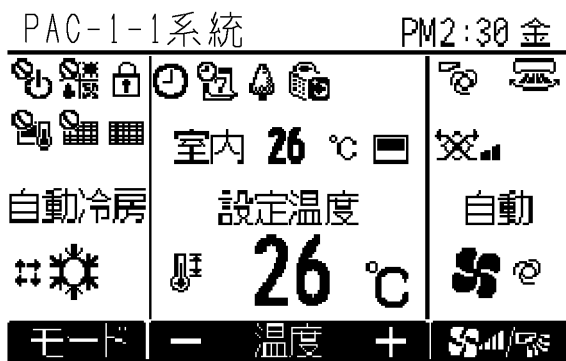 PAC-1-1系統 PM2:30 金
7
室内 26 ℃
自動冷房 設定温度 自動
26 ℃
モード － 温度 ＋